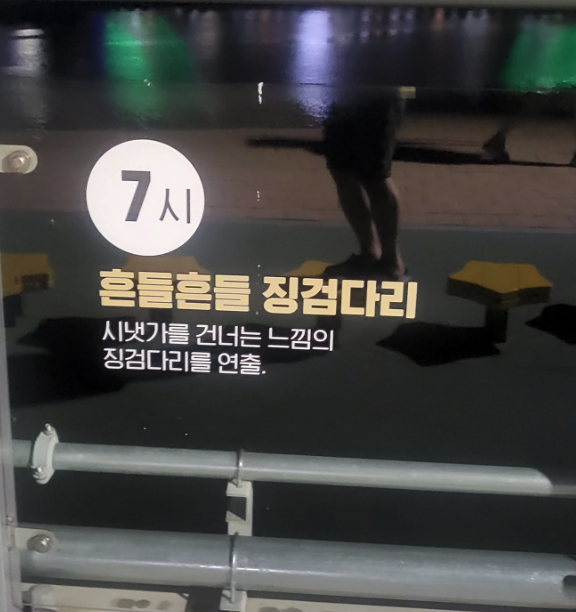 7시
흔들흔들 징검다리
시냇가를 건너는 느낌의
징검다리를 연출.